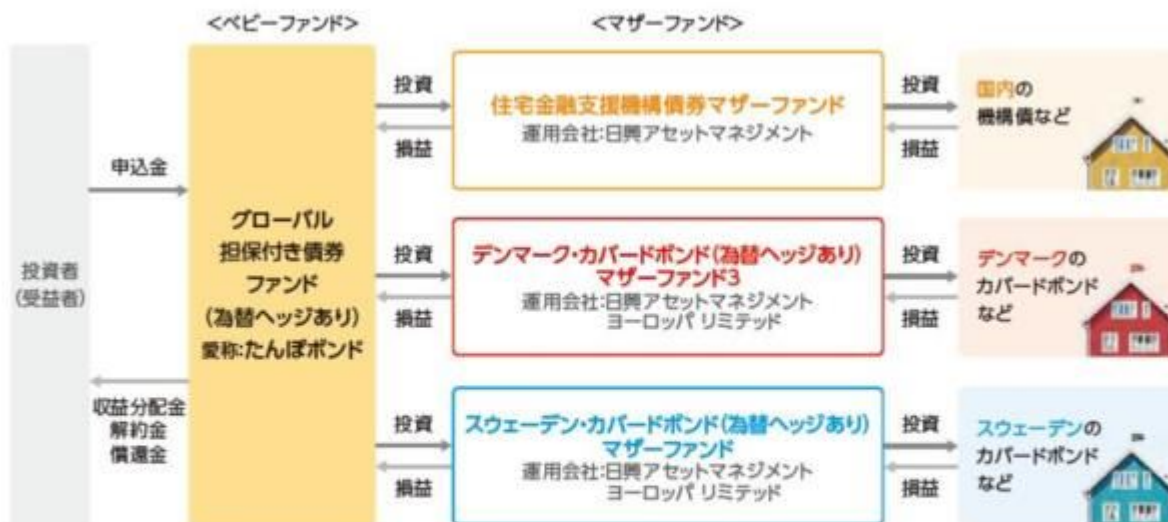 <ベビーファンド>
<マザーファンド>
投資者
(受益者)
申込金
収益分配金
解約金
償還金
グローバル
担保付き債券
ファンド
(為替ヘッジあり)
愛称:たんぽボンド
投資
損益
住宅金融支援機構債券マザーファンド
運用会社:日興アセットマネジメント
投資
損益
国内の
機構債など
投資
損益
デンマーク・カバードボンド(為替ヘッジあり)
マザーファンド3
運用会社:日興アセットマネジメント
ヨーロッパ リミテッド
投資
損益
デンマークの
カバードボンド
など
投資
損益
スウェーデン・カバードボンド(為替ヘッジあり)
マザーファンド
運用会社:日興アセットマネジメント
ヨーロッパ リミテッド
投資
損益
スウェーデンの
カバードボンド
など